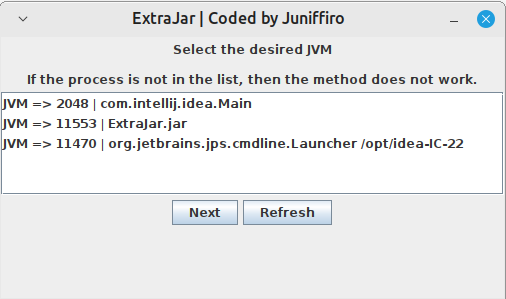 ExtraJar | Coded by Juniffiro
Select the desired JVM
If the process is not in the list, then the method does not work.
JVM => 2048 | com.intellij.idea.Main
JVM => 11553 | ExtraJar.jar
JVM => 11470 | org.jetbrains.jps.cmdline.Launcher /opt/idea-IC-22
Next Refresh